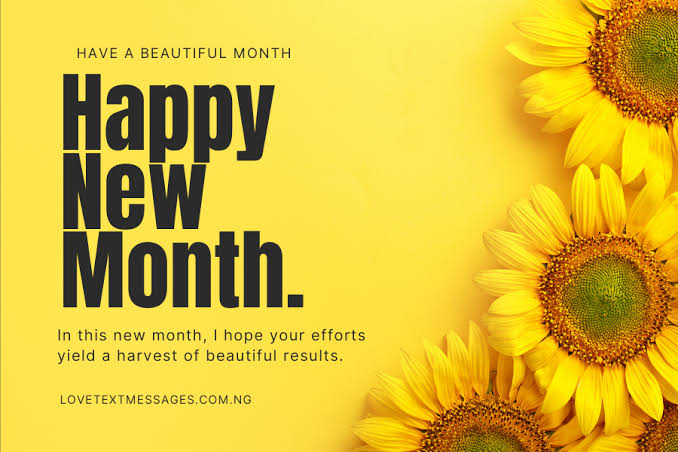 HAVE A BEAUTIFUL MONTH
Happy
New
Month.
In this new month, I hope your efforts
yield a harvest of beautiful results.
LOVETEXTMESSAGES.COM.NG